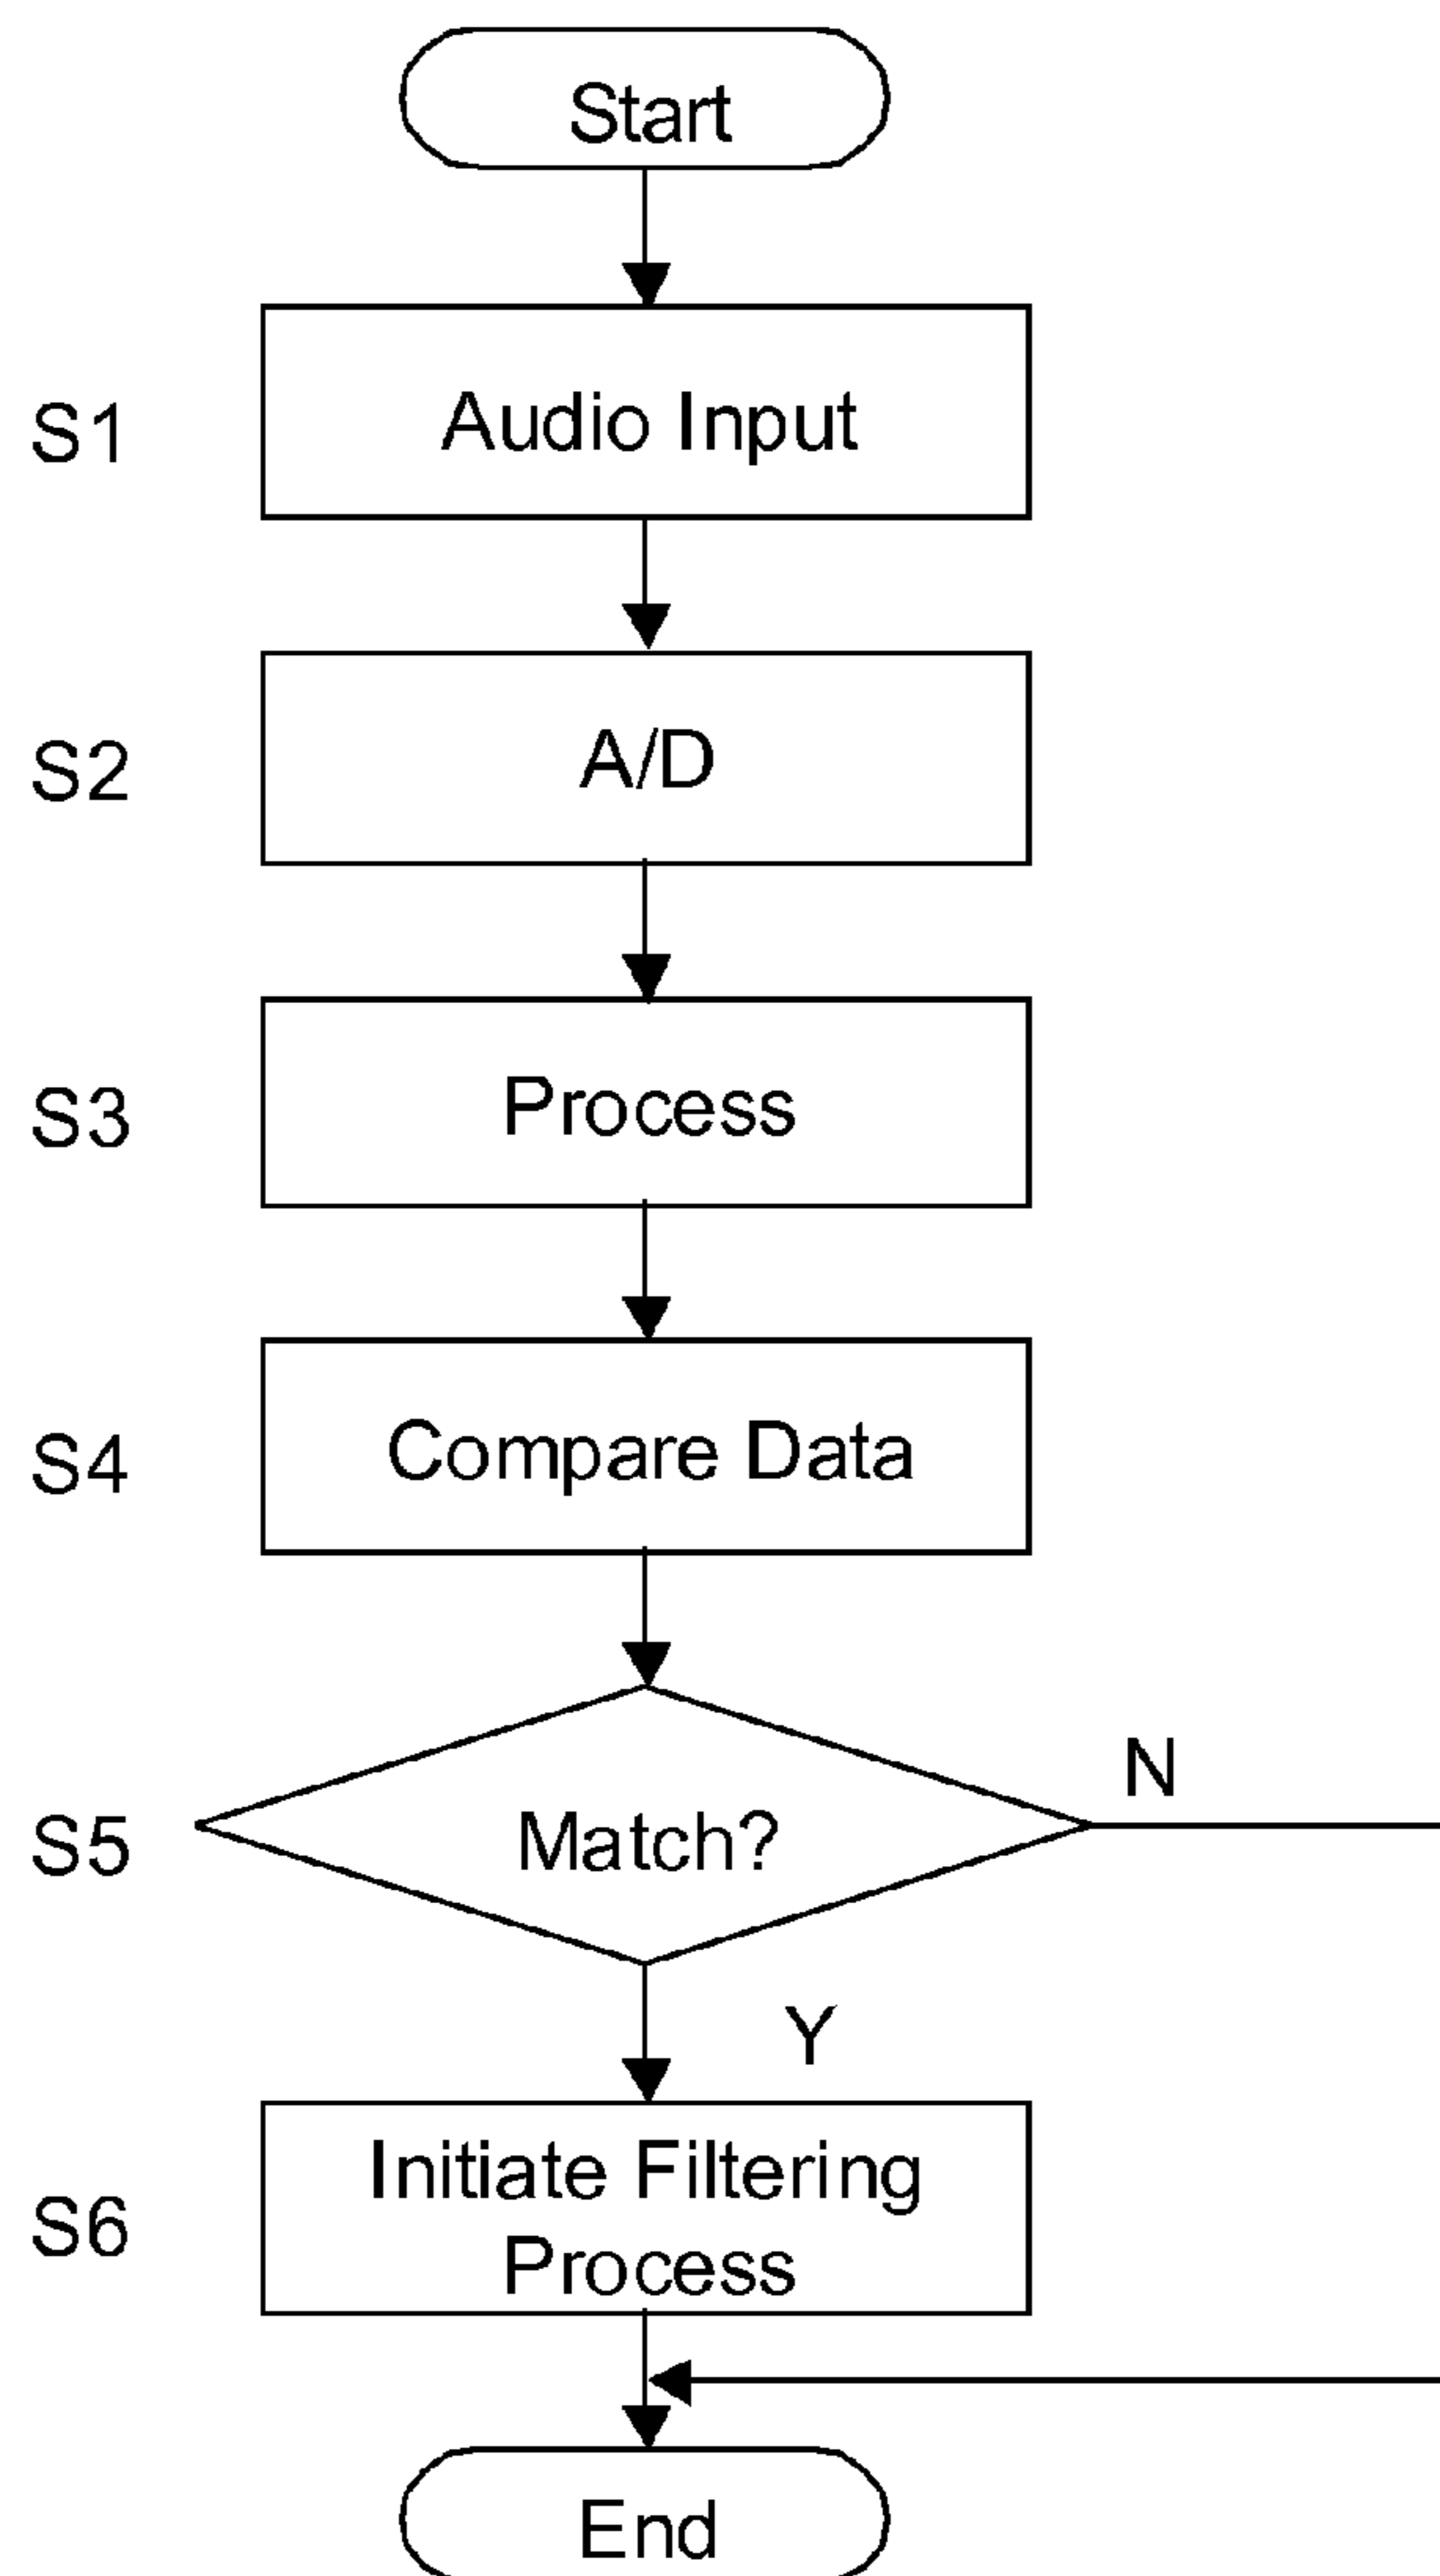 Start
S1
Audio Input
S2
A/D
S3
Process
S4
Compare Data
S5
Match?
N
Y
S6
Initiate Filtering
Process
End